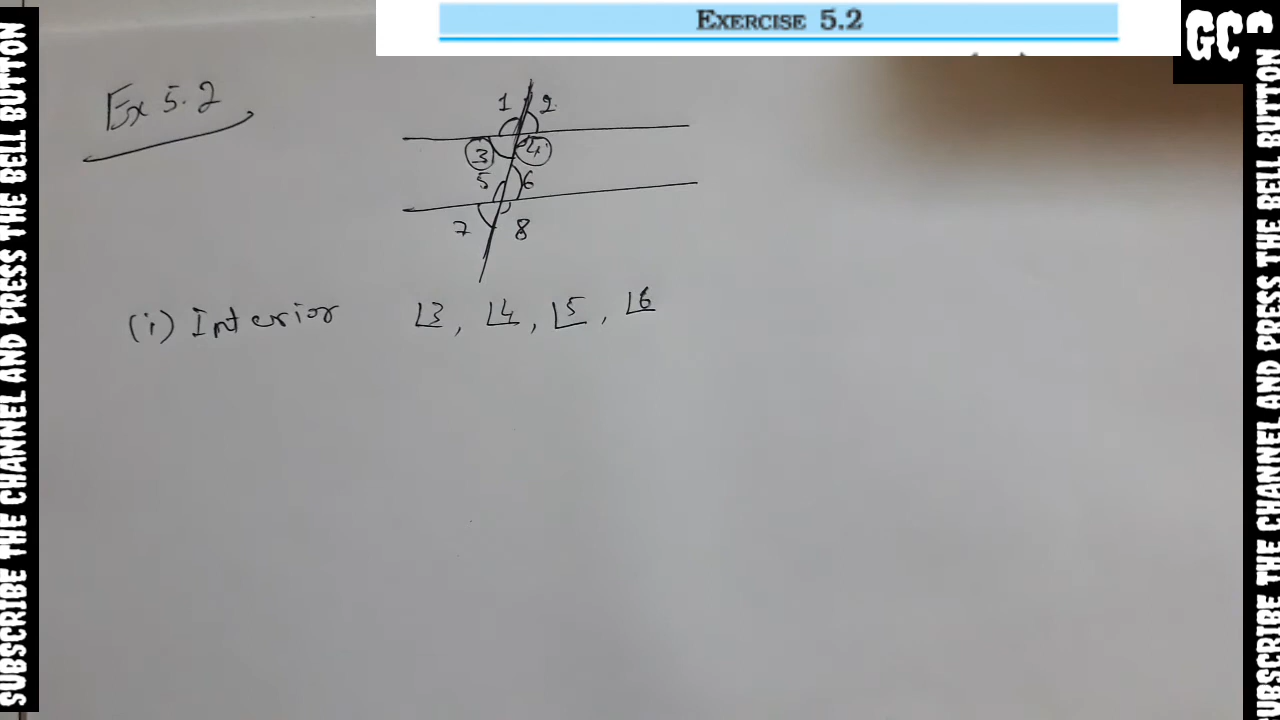 EXERCISE 5.2
GCC
Ex 5.2
1 2
3 4
5 6
7 8
(i) Interior ∠3, ∠4, ∠5, ∠6
SUBSCRIBE THE CHANNEL AND PRESS THE BELL BUTTON
SUBSCRIBE THE CHANNEL AND PRESS THE BELL BUTTON